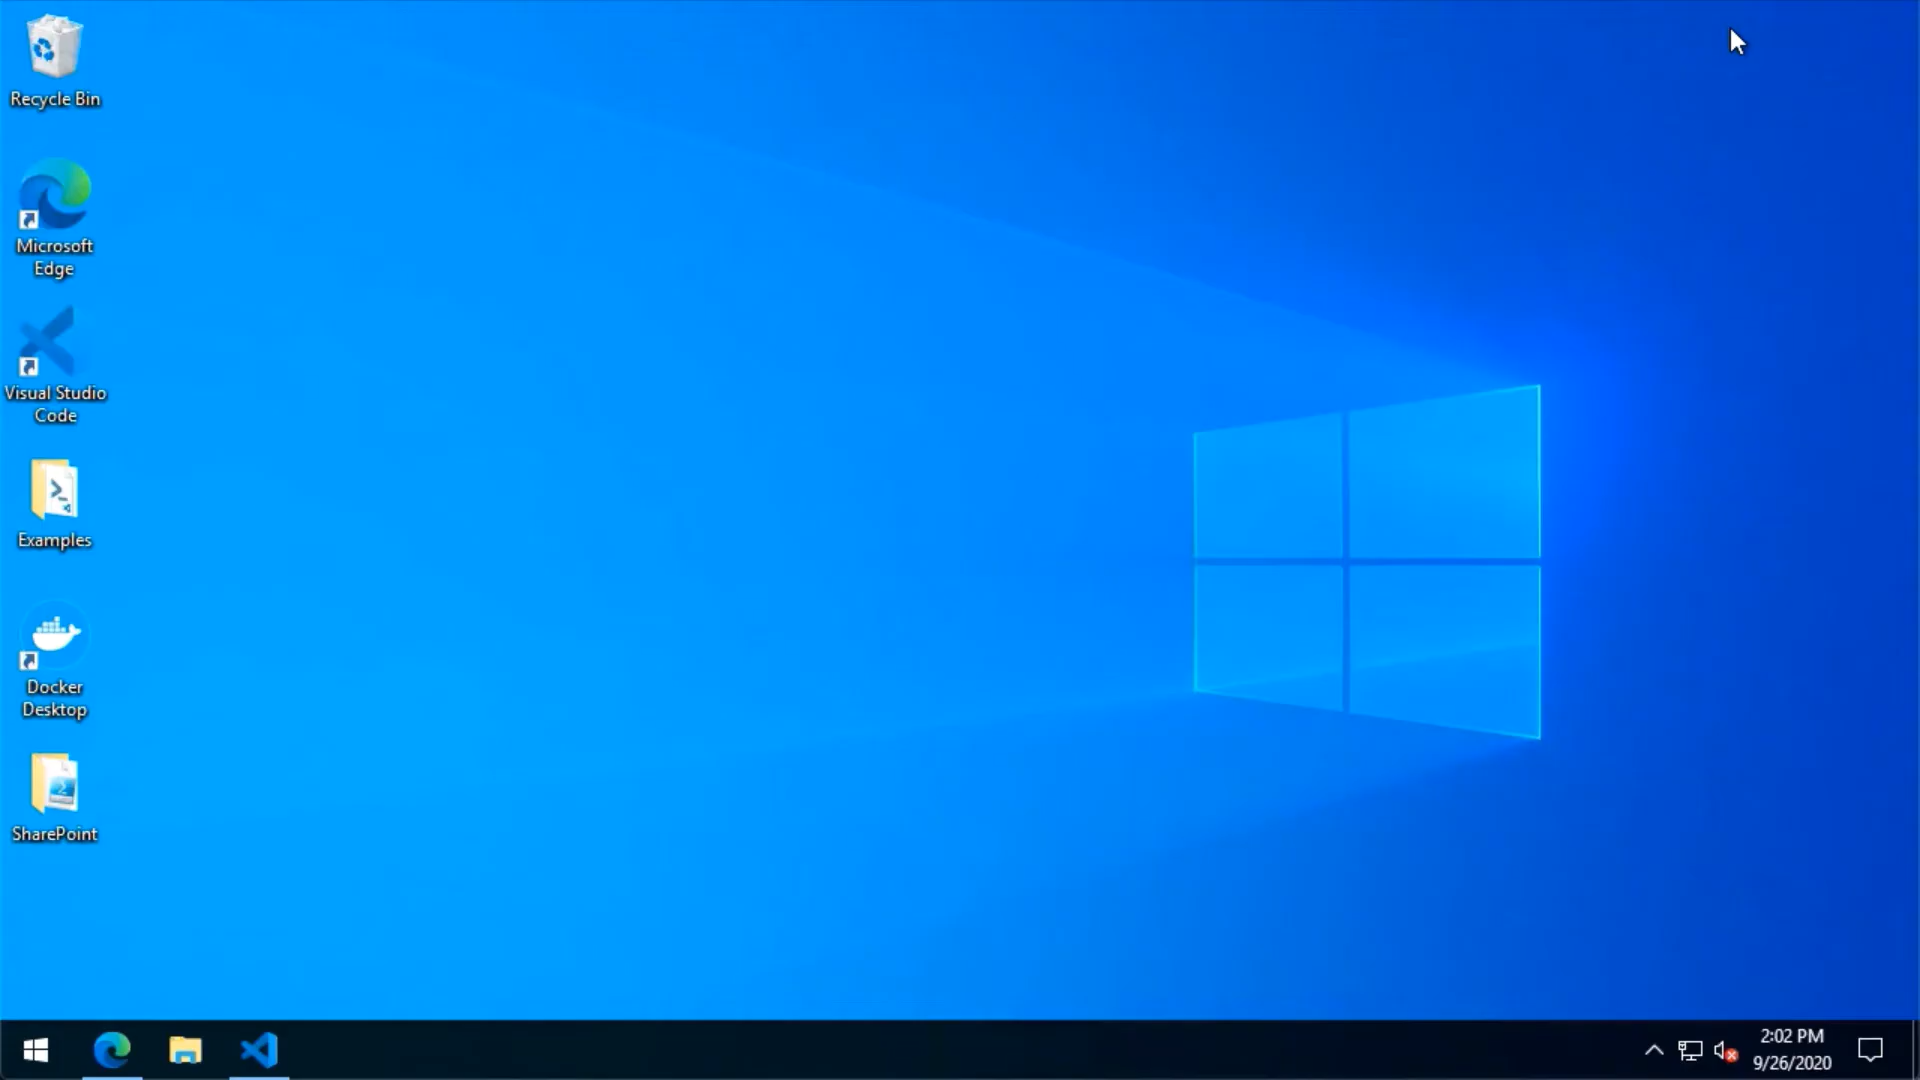 Recycle Bin
Microsoft
Edge
Visual Studio
Code
Examples
Docker
Desktop
SharePoint
2:02 PM
9/26/2020